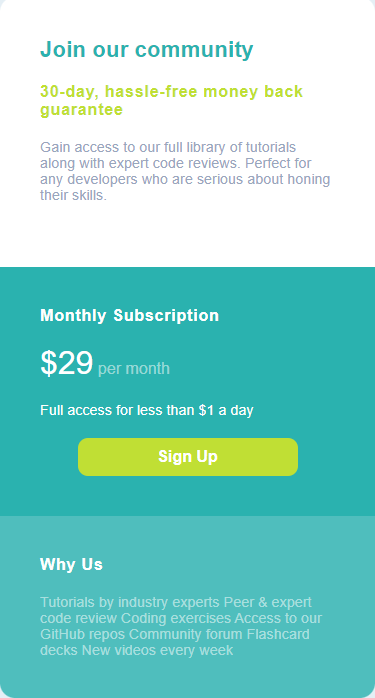 Join our community
30-day, hassle-free money back
guarantee
Gain access to our full library of tutorials
along with expert code reviews. Perfect for
any developers who are serious about honing
their skills.
Monthly Subscription
$29 per month
Full access for less than $1 a day
Sign Up
Why Us
Tutorials by industry experts Peer & expert
code review Coding exercises Access to our
GitHub repos Community forum Flashcard
decks New videos every week